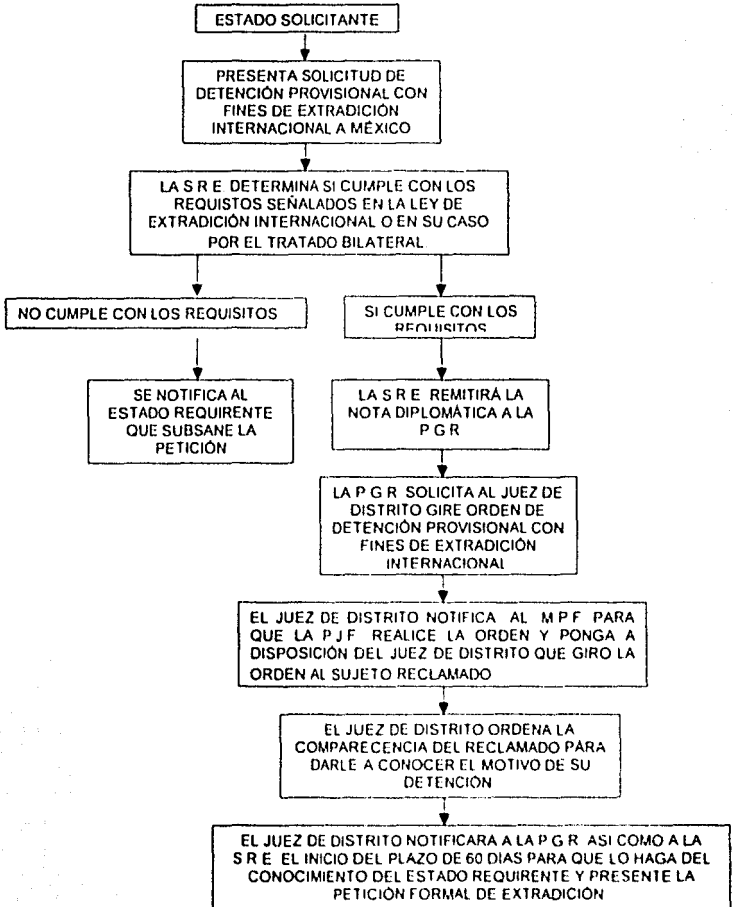 ESTADO SOLICITANTE
PRESENTA SOLICITUD DE
DETENCIÓN PROVISIONAL CON
FINES DE EXTRADICIÓN
INTERNACIONAL A MÉXICO
LA S R E DETERMINA SI CUMPLE CON LOS
REQUISTOS SEÑALADOS EN LA LEY DE
EXTRADICIÓN INTERNACIONAL O EN SU CASO
POR EL TRATADO BILATERAL
NO CUMPLE CON LOS REQUISITOS
SI CUMPLE CON LOS
REQUISITOS
SE NOTIFICA AL
ESTADO REQUIRENTE
QUE SUBSANE LA
PETICIÓN
LA S R E REMITIRÁ LA
NOTA DIPLOMÁTICA A LA
P G R
LA P G R SOLICITA AL JUEZ DE
DISTRITO GIRE ORDEN DE
DETENCIÓN PROVISIONAL CON
FINES DE EXTRADICIÓN
INTERNACIONAL
EL JUEZ DE DISTRITO NOTIFICA AL M P F PARA
QUE LA P J F REALICE LA ORDEN Y PONGA A
DISPOSICIÓN DEL JUEZ DE DISTRITO QUE GIRO LA
ORDEN AL SUJETO RECLAMADO
EL JUEZ DE DISTRITO ORDENA LA
COMPARECENCIA DEL RECLAMADO PARA
DARLE A CONOCER EL MOTIVO DE SU
DETENCIÓN
EL JUEZ DE DISTRITO NOTIFICARA A LA P G R ASI COMO A LA
S R E EL INICIO DEL PLAZO DE 60 DIAS PARA QUE LO HAGA DEL
CONOCIMIENTO DEL ESTADO REQUIRENTE Y PRESENTE LA
PETICIÓN FORMAL DE EXTRADICIÓN